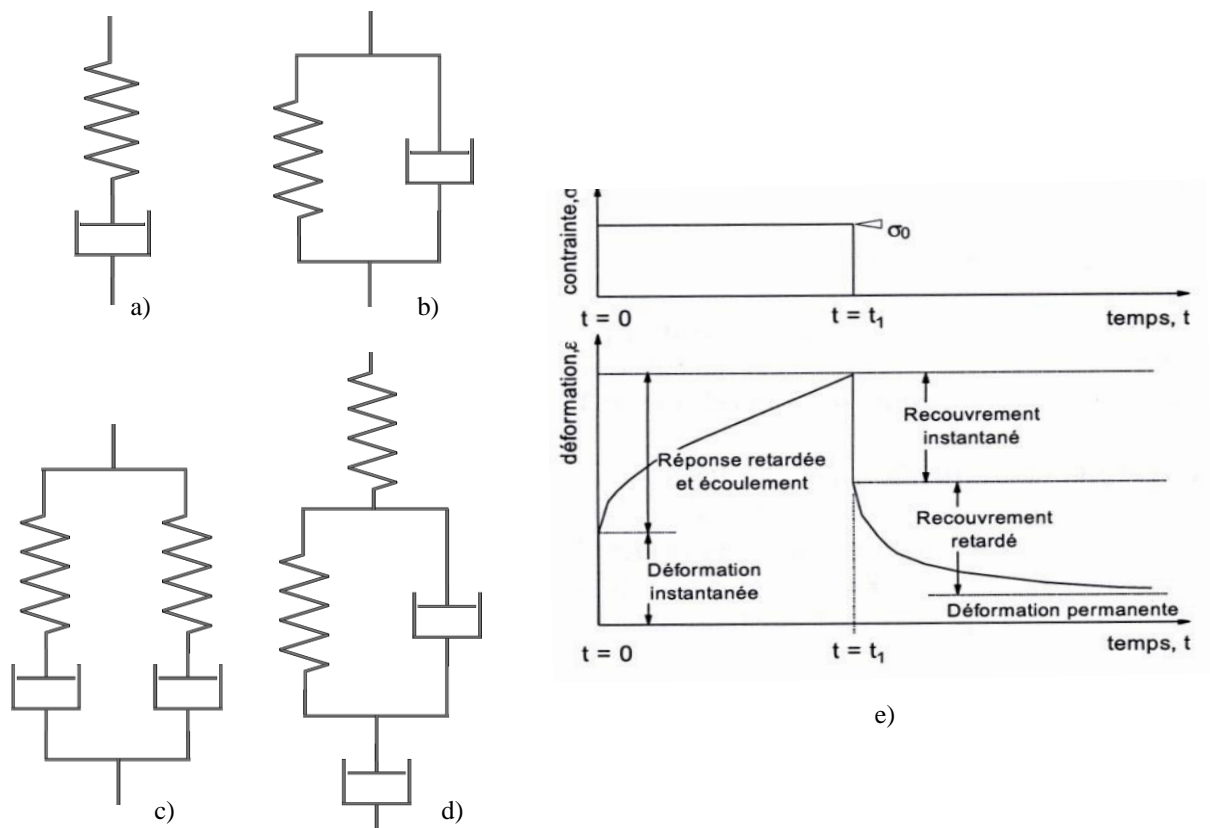 a)
b)
c)
d)
contrainte,σ
σ0
t = 0
t = t1
temps, t
déformation,ε
Réponse retardée
et écoulement
Déformation
instantanée
Recouvrement
instantané
Recouvrement
retardé
Déformation permanente
t = 0
t = t1
temps, t
e)